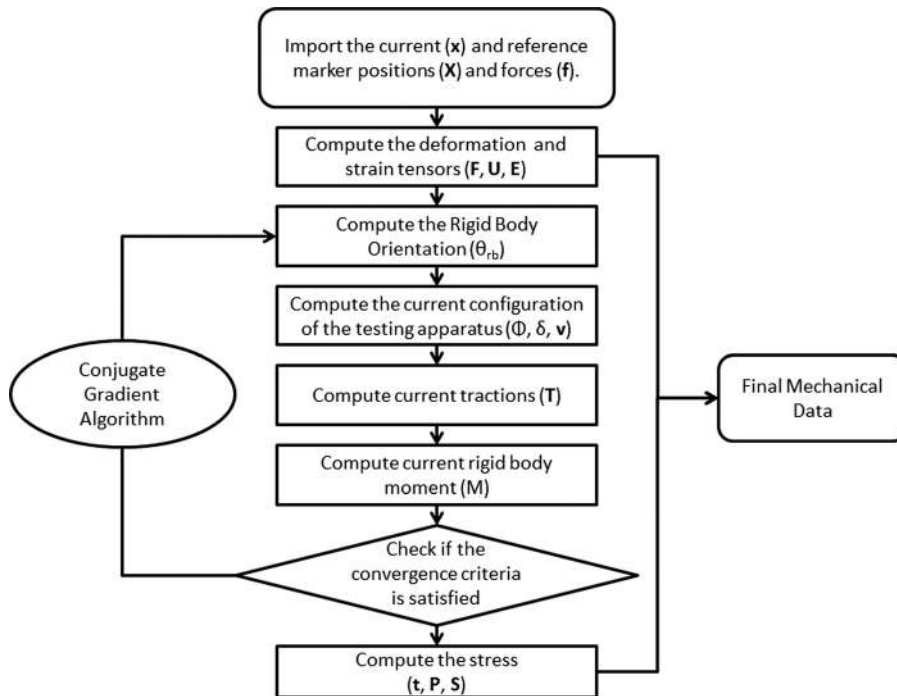 Import the current (x) and reference
marker positions (X) and forces (f).
Compute the deformation and
strain tensors (F, U, E)
Compute the Rigid Body
Orientation (θrb)
Compute the current configuration
of the testing apparatus (Φ, δ, v)
Conjugate
Gradient
Algorithm
Compute current tractions (T)
Final Mechanical
Data
Compute current rigid body
moment (M)
Check if the
convergence criteria
is satisfied
Compute the stress
(t, P, S)